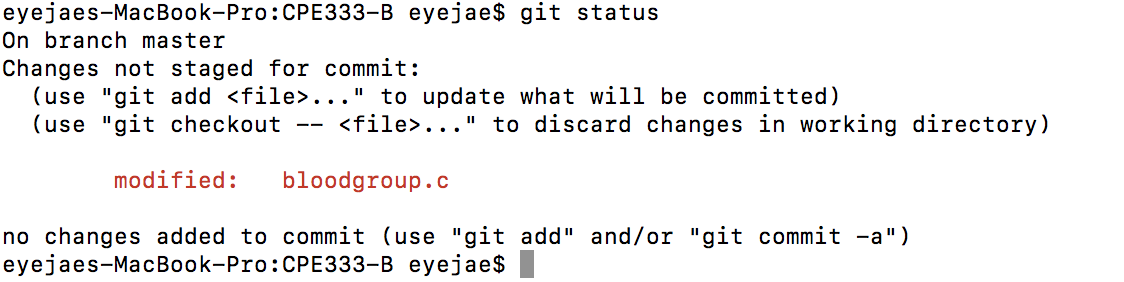 eyejaes-MacBook-Pro:CPE333-B eyejae$ git status
On branch master
Changes not staged for commit:
  (use "git add <file>..." to update what will be committed)
  (use "git checkout -- <file>..." to discard changes in working directory)

        modified:   bloodgroup.c

no changes added to commit (use "git add" and/or "git commit -a")
eyejaes-MacBook-Pro:CPE333-B eyejae$